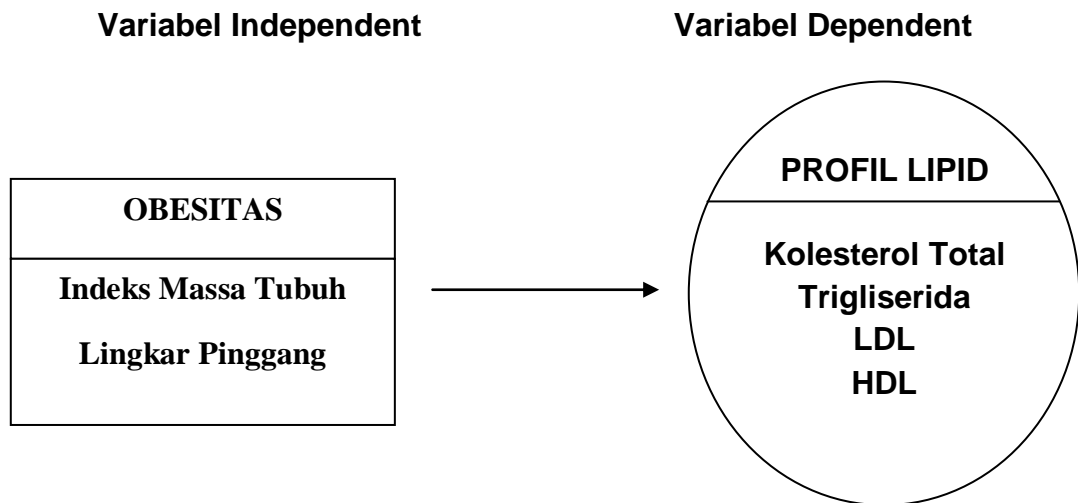 Variabel Independent
Variabel Dependent
OBESITAS
Indeks Massa Tubuh
Lingkar Pinggang
PROFIL LIPID
Kolesterol Total
Trigliserida
LDL
HDL